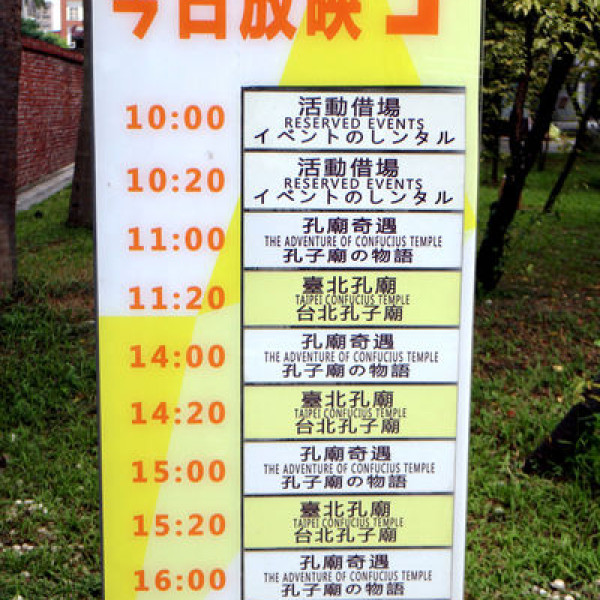 今日放映
10:00
活動借場
RESERVED EVENTS
イベントのレンタル
10:20
活動借場
RESERVED EVENTS
イベントのレンタル
11:00
孔廟奇遇
THE ADVENTURE OF CONFUCIUS TEMPLE
孔子廟の物語
11:20
臺北孔廟
TAIPEI CONFUCIUS TEMPLE
台北孔子廟
14:00
孔廟奇遇
THE ADVENTURE OF CONFUCIUS TEMPLE
孔子廟の物語
14:20
臺北孔廟
TAIPEI CONFUCIUS TEMPLE
台北孔子廟
15:00
孔廟奇遇
THE ADVENTURE OF CONFUCIUS TEMPLE
孔子廟の物語
15:20
臺北孔廟
TAIPEI CONFUCIUS TEMPLE
台北孔子廟
16:00
孔廟奇遇
THE ADVENTURE OF CONFUCIUS TEMPLE
孔子廟の物語